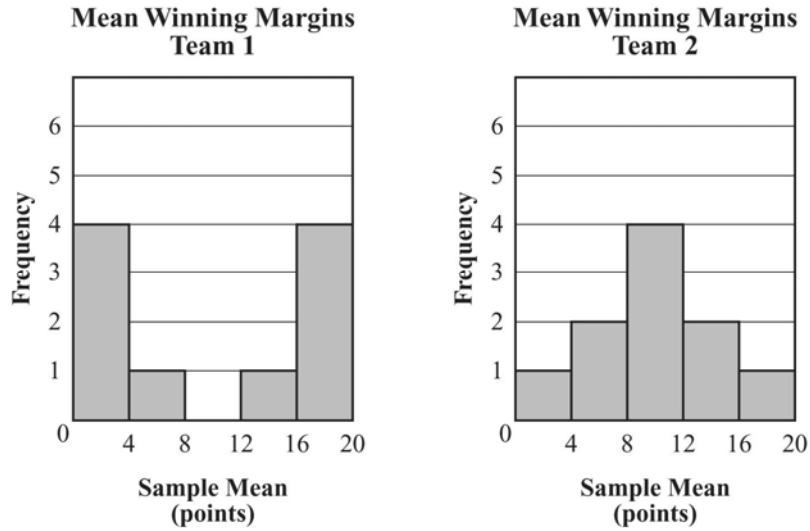 Mean Winning Margins
Team 1
Frequency
6
5
4
3
2
1
0
4 8 12 16 20
Sample Mean
(points)
Mean Winning Margins
Team 2
Frequency
6
5
4
3
2
1
0
4 8 12 16 20
Sample Mean
(points)